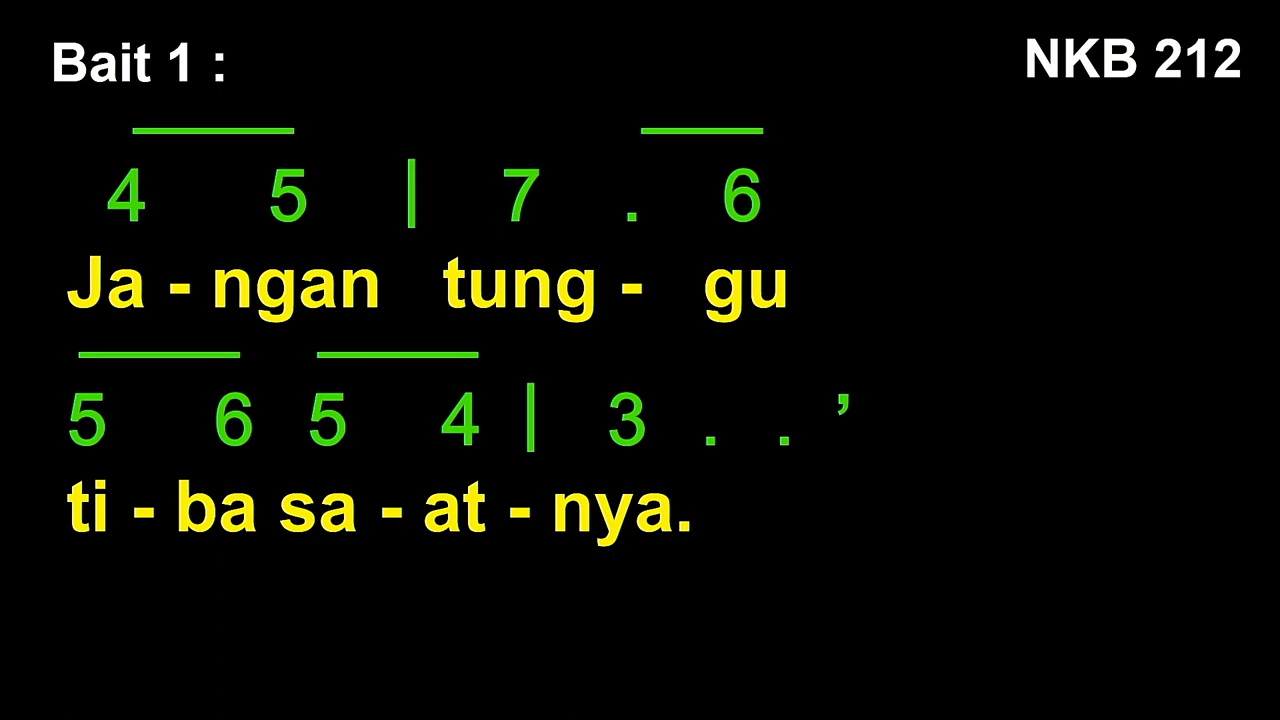 Bait 1 : NKB 212
4 5 | 7 . 6
Ja - ngan tung - gu
5 6 5 4 | 3 . . ’
ti - ba sa - at - nya.